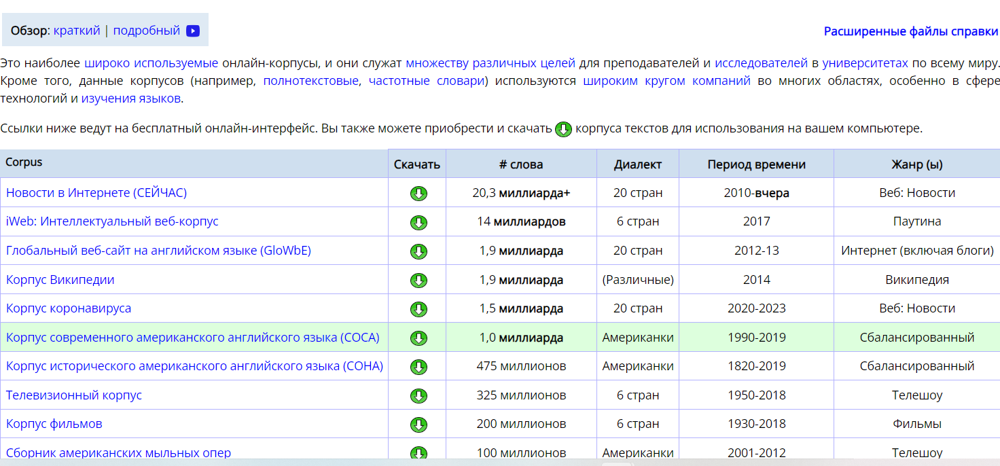 Обзор: краткий | подробный
Расширенные файлы справки
Это наиболее широко используемые онлайн-корпусы, и они служат множеству различных целей для преподавателей и исследователей в университетах по всему миру.
Кроме того, данные корпусов (например, полнотекстовые, частотные словари) используются широким кругом компаний во многих областях, особенно в сфере
технологий и изучения языков.
Ссылки ниже ведут на бесплатный онлайн-интерфейс. Вы также можете приобрести и скачать корпуса текстов для использования на вашем компьютере.
Corpus Скачать # слова Диалект Период времени Жанр (ы)
Новости в Интернете (СЕЙЧАС) 20,3 миллиарда+ 20 стран 2010-вчера Веб: Новости
iWeb: Интеллектуальный веб-корпус 14 миллиардов 6 стран 2017 Паутина
Глобальный веб-сайт на английском языке (GloWbE) 1,9 миллиарда 20 стран 2012-13 Интернет (включая блоги)
Корпус Википедии 1,9 миллиарда (Различные) 2014 Википедия
Корпус коронавируса 1,5 миллиарда 20 стран 2020-2023 Веб: Новости
Корпус современного американского английского языка (COCA) 1,0 миллиарда Американки 1990-2019 Сбалансированный
Корпус исторического американского английского языка (COHA) 475 миллионов Американки 1820-2019 Сбалансированный
Телевизионный корпус 325 миллионов 6 стран 1950-2018 Телешоу
Корпус фильмов 200 миллионов 6 стран 1930-2018 Фильмы
Сборник американских мыльных опер 100 миллионов Американки 2001-2012 Телешоу